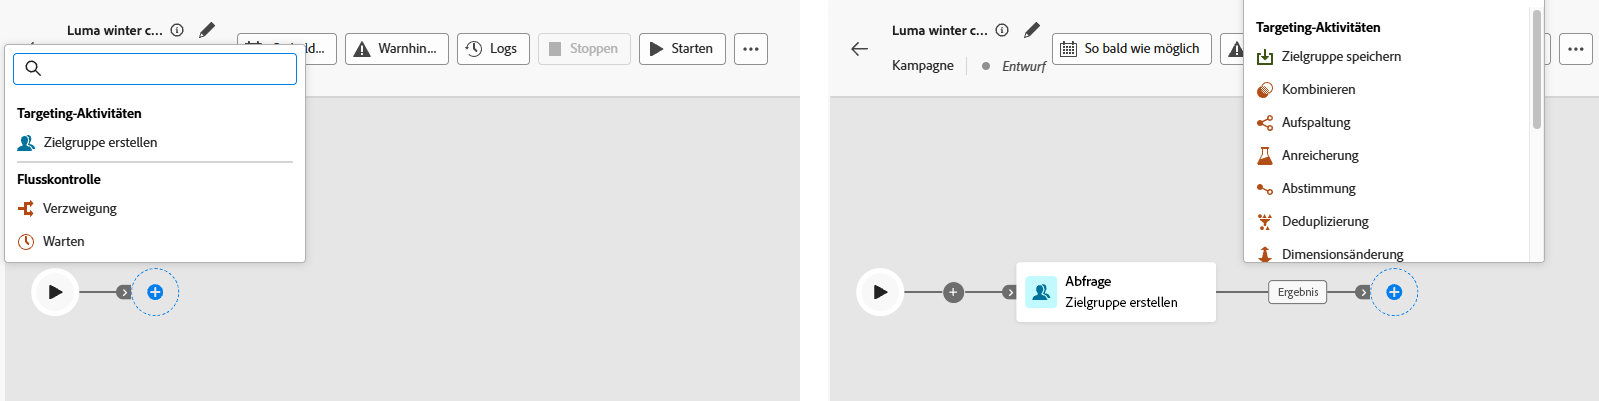 Luma winter c...
Warnhin...
Logs
Stoppen
Starten
Targeting-Aktivitäten
Zielgruppe erstellen
Flusskontrolle
Verzweigung
Warten
Luma winter c...
Kampagne
Entwurf
So bald wie möglich
Targeting-Aktivitäten
Zielgruppe speichern
Kombinieren
Aufspaltung
Anreicherung
Abstimmung
Deduplizierung
Dimensionsänderung
Abfrage
Zielgruppe erstellen
Ergebnis